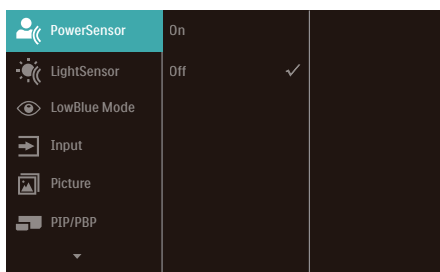 PowerSensor
On
LightSensor
Off
LowBlue Mode
Input
Picture
PIP/PBP